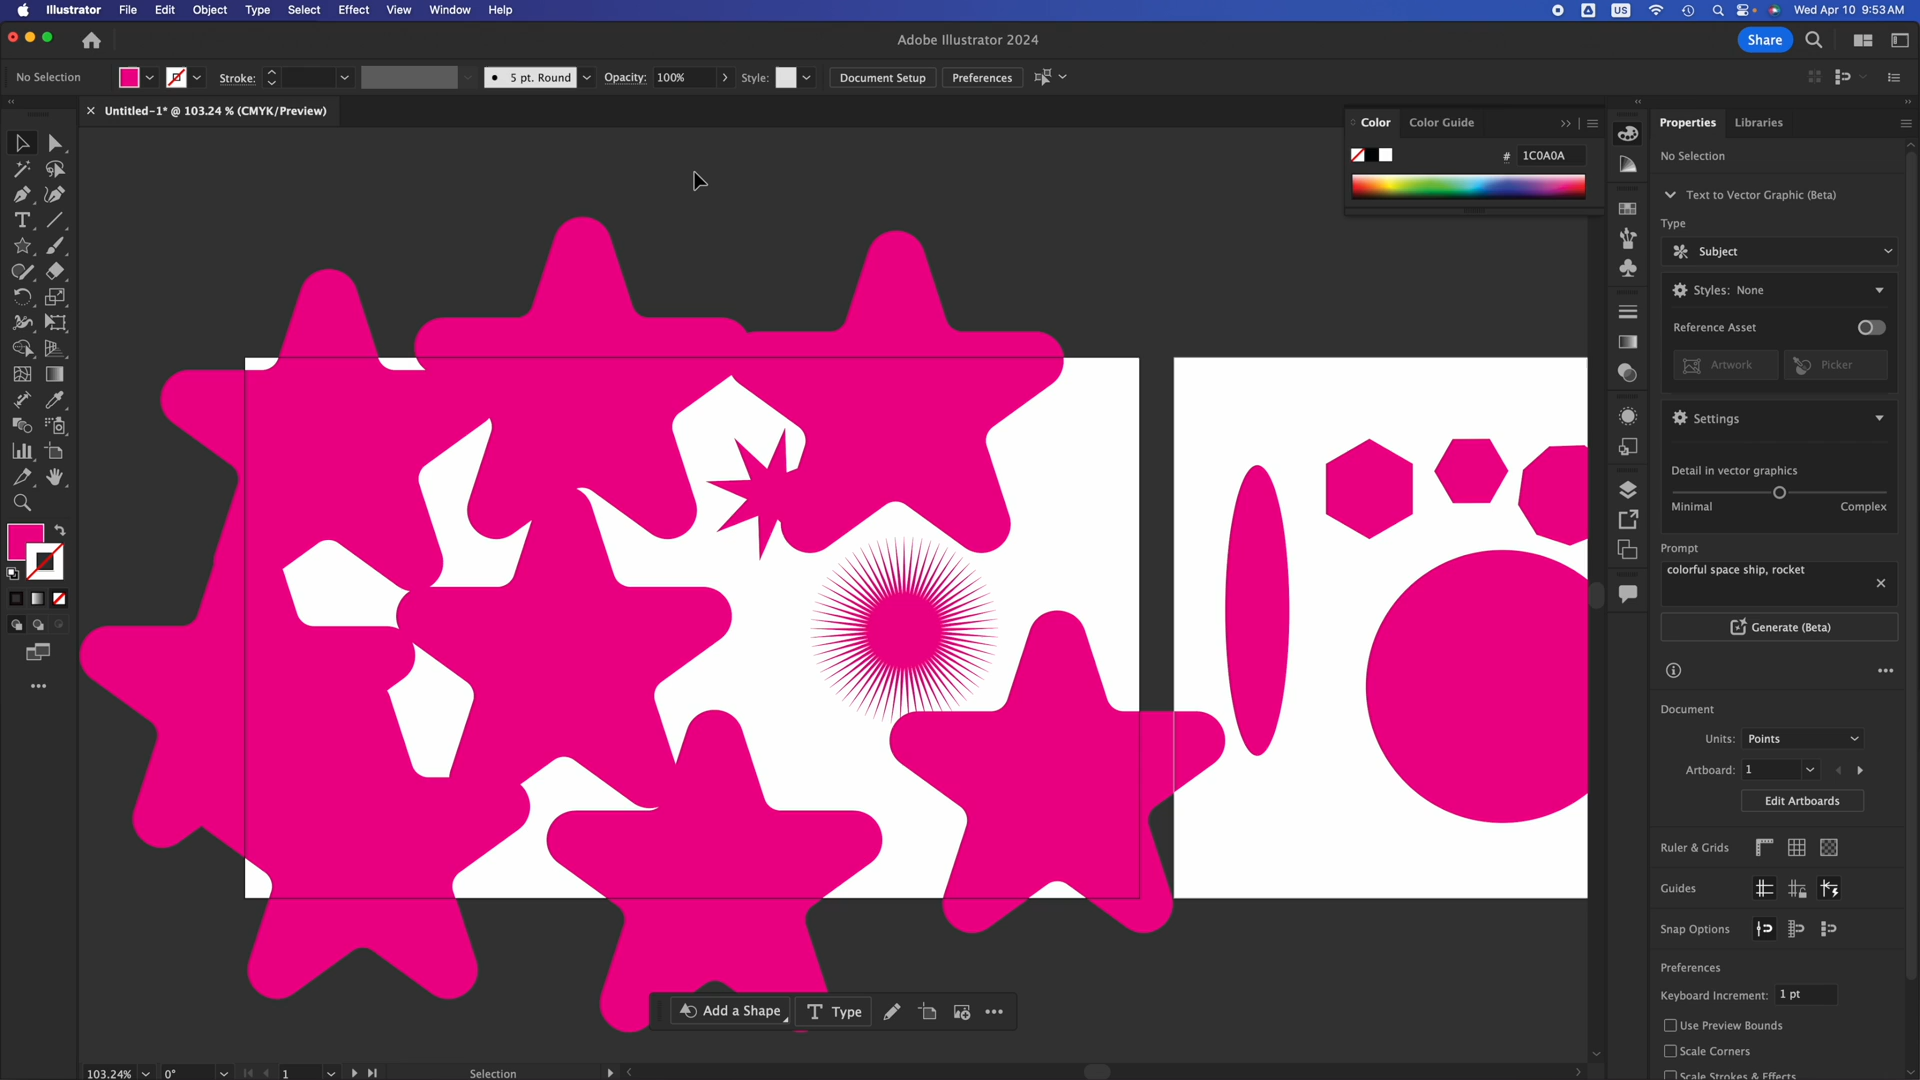 Illustrator File Edit Object Type Select Effect View Window Help US Wed Apr 10 9:53 AM
Adobe Illustrator 2024 Share
No Selection Stroke: 5 pt. Round Opacity: 100% Style: Document Setup Preferences
Untitled-1* @ 103.24 % (CMYK/Preview)
Color Color Guide
# 1C0A0A
Properties Libraries
No Selection
Text to Vector Graphic (Beta)
Type
Subject
Styles: None
Reference Asset
Artwork Picker
Settings
Detail in vector graphics
Minimal Complex
Prompt
colorful space ship, rocket
Generate (Beta)
Document
Units: Points
Artboard: 1
Edit Artboards
Ruler & Grids
Guides
Snap Options
Preferences
Keyboard Increment: 1 pt
Use Preview Bounds
Scale Corners
Scale Strokes & Effects
Add a Shape Type
103.24% 0° 1 Selection